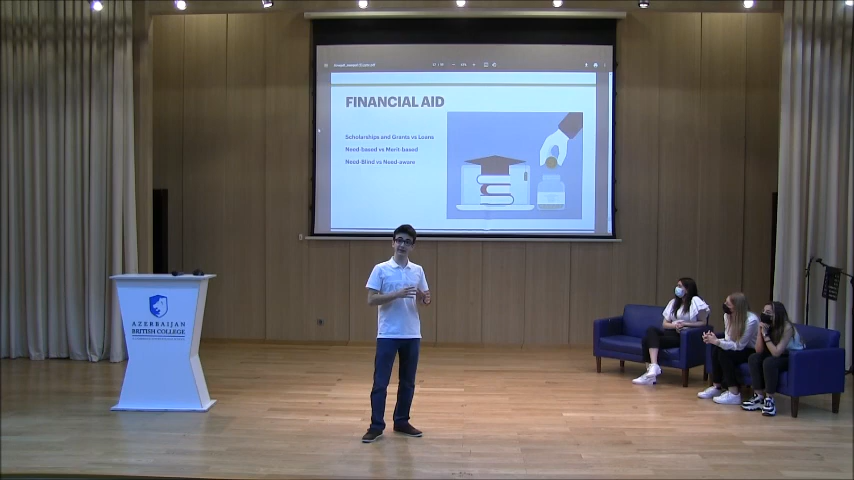 FINANCIAL AID
Scholarships and Grants vs Loans
Need-based vs Merit-based
Need-Blind vs Need-aware
AZERBAIJAN
BRITISH COLLEGE